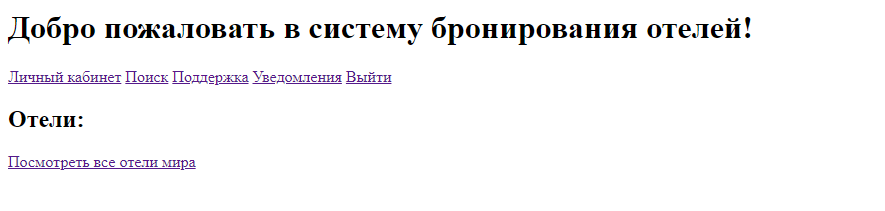 Добро пожаловать в систему бронирования отелей!
Личный кабинет Поиск Поддержка Уведомления Выйти
Отели:
Посмотреть все отели мира